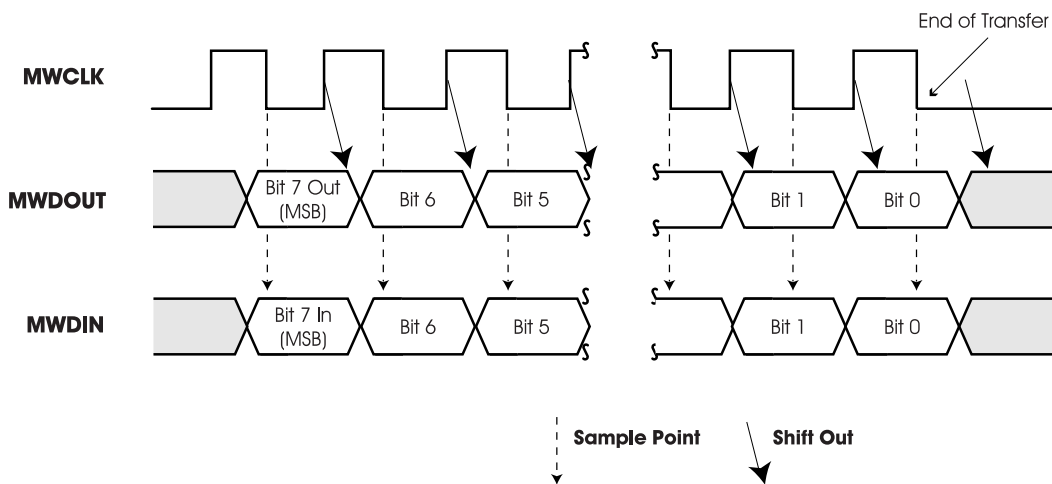 End of Transfer
MWCLK
MWDOUT
Bit 7 Out
(MSB)
Bit 6
Bit 5
Bit 1
Bit 0
MWDIN
Bit 7 In
(MSB)
Bit 6
Bit 5
Bit 1
Bit 0
Sample Point
Shift Out